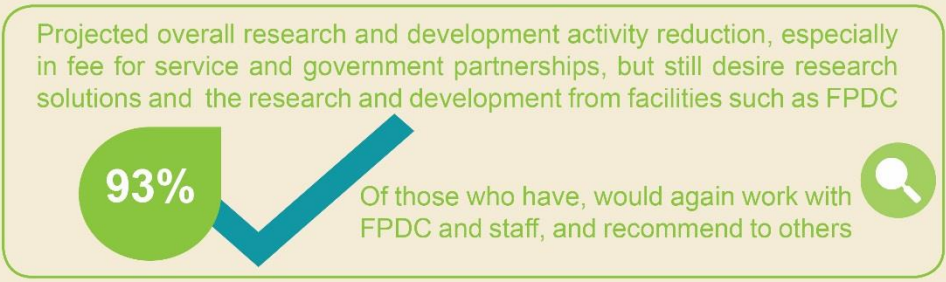 Projected overall research and development activity reduction, especially
in fee for service and government partnerships, but still desire research
solutions and the research and development from facilities such as FPDC
93%
Of those who have, would again work with
FPDC and staff, and recommend to others